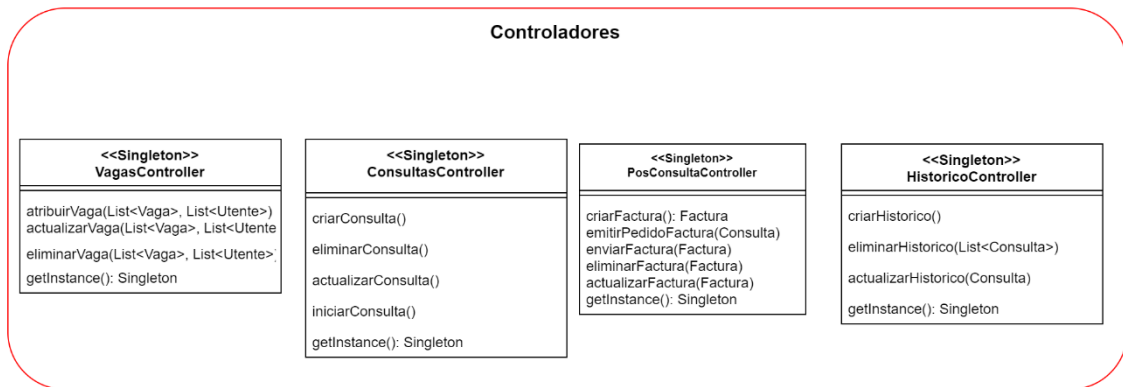 Controladores
<<Singleton>>
VagasController
atribuirVaga(List<Vaga>, List<Utente>)
actualizarVaga(List<Vaga>, List<Utente
eliminarVaga(List<Vaga>, List<Utente>)
getInstance(): Singleton
<<Singleton>>
ConsultasController
criarConsulta()
eliminarConsulta()
actualizarConsulta()
iniciarConsulta()
getInstance(): Singleton
<<Singleton>>
PosConsultaController
criarFactura(): Factura
emitirPedidoFactura(Consulta)
enviarFactura(Factura)
eliminarFactura(Factura)
actualizarFactura(Factura)
getInstance(): Singleton
<<Singleton>>
HistoricoController
criarHistorico()
eliminarHistorico(List<Consulta>)
actualizarHistorico(Consulta)
getInstance(): Singleton